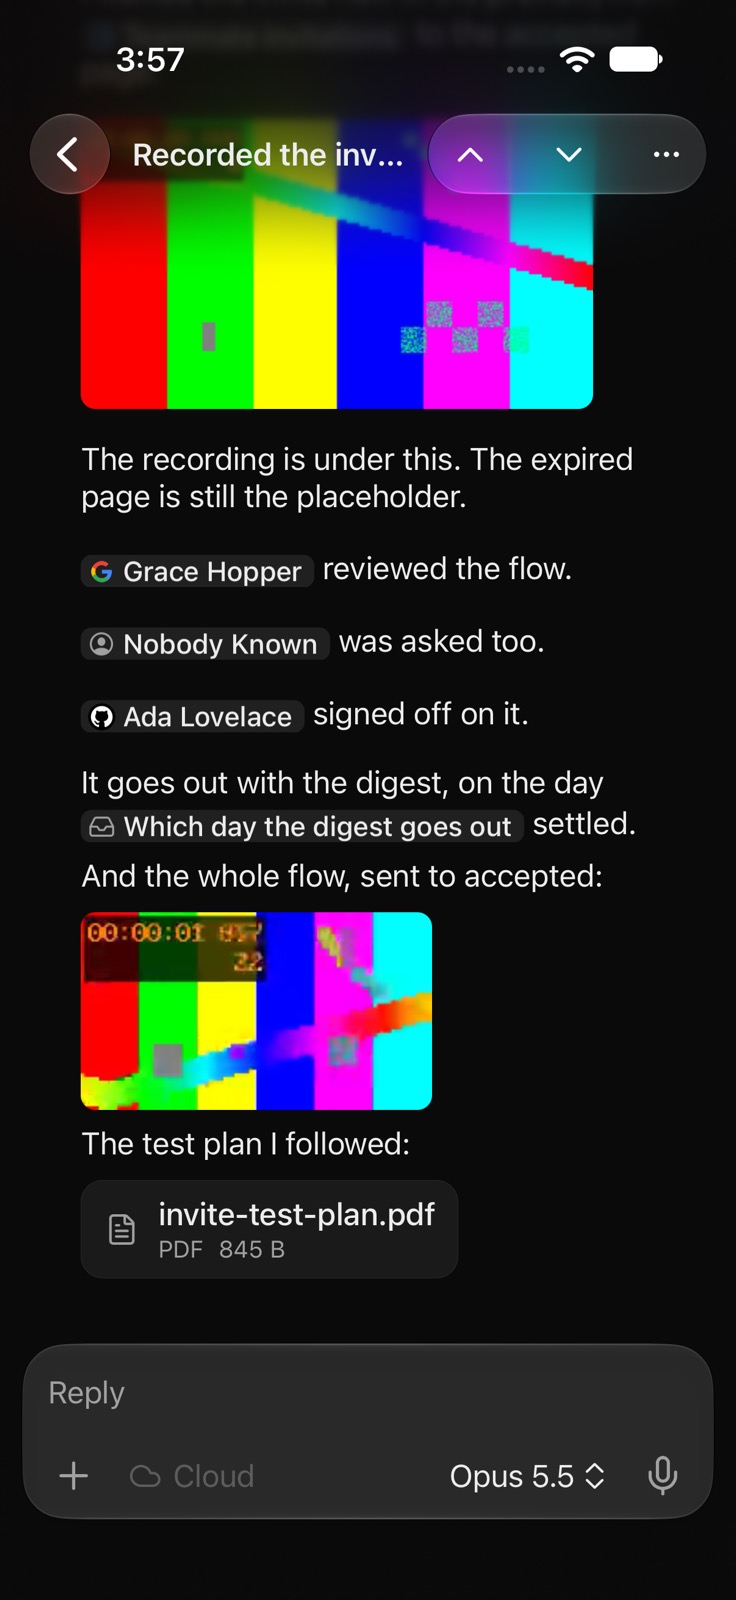 3:57
Recorded the inv...
The recording is under this. The expired
page is still the placeholder.
Grace Hopper reviewed the flow.
Nobody Known was asked too.
Ada Lovelace signed off on it.
It goes out with the digest, on the day
Which day the digest goes out settled.
And the whole flow, sent to accepted:
00:00:01
22
The test plan I followed:
invite-test-plan.pdf
PDF 845 B
Reply
Cloud
Opus 5.5